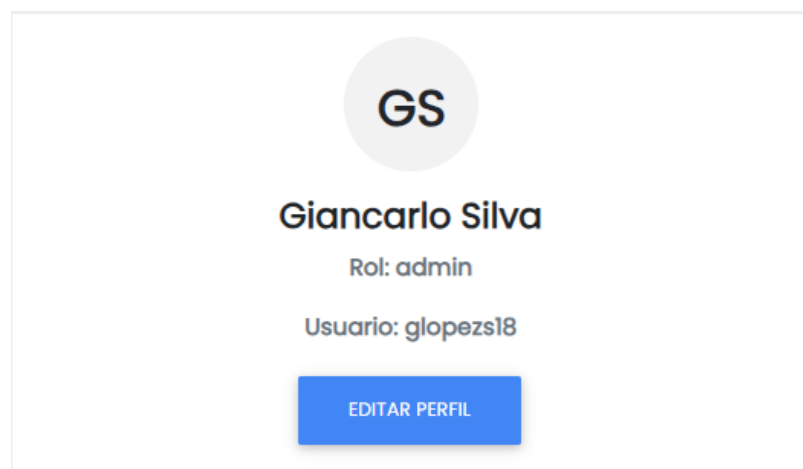 GS
Giancarlo Silva
Rol: admin
Usuario: glopezs18
EDITAR PERFIL